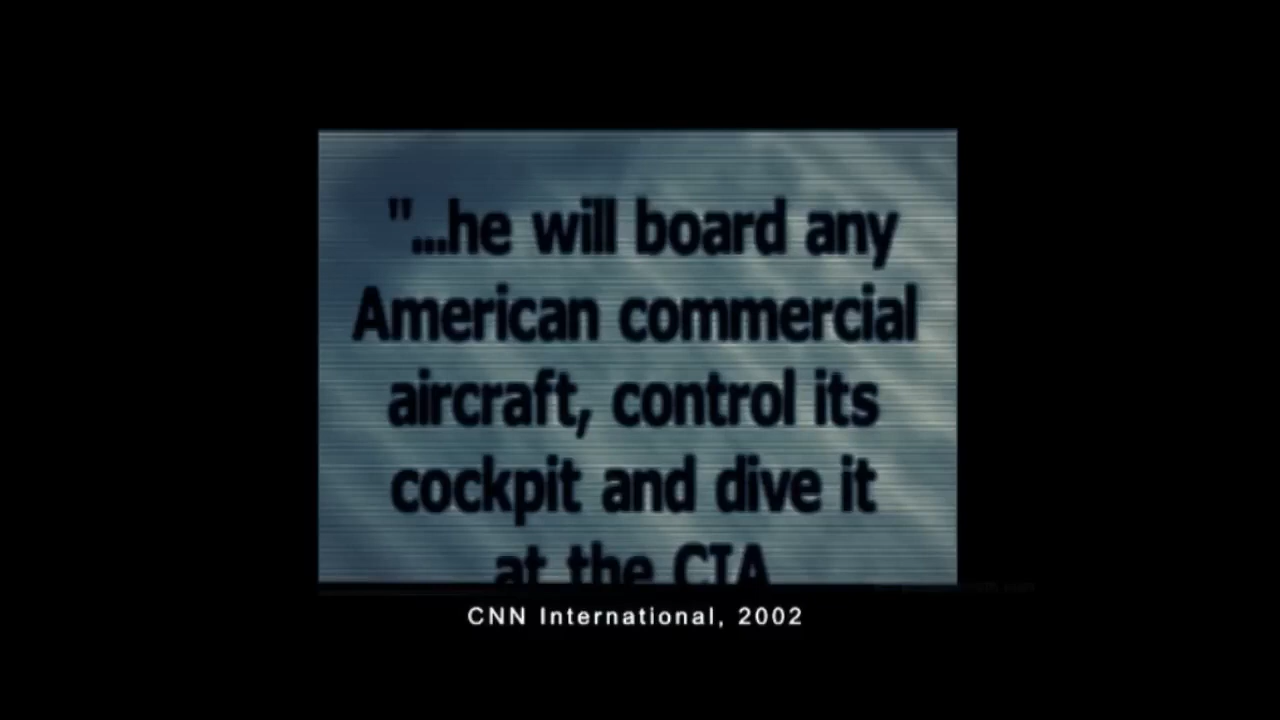 "...he will board any
American commercial
aircraft, control its
cockpit and dive it
at the CIA
CNN International, 2002